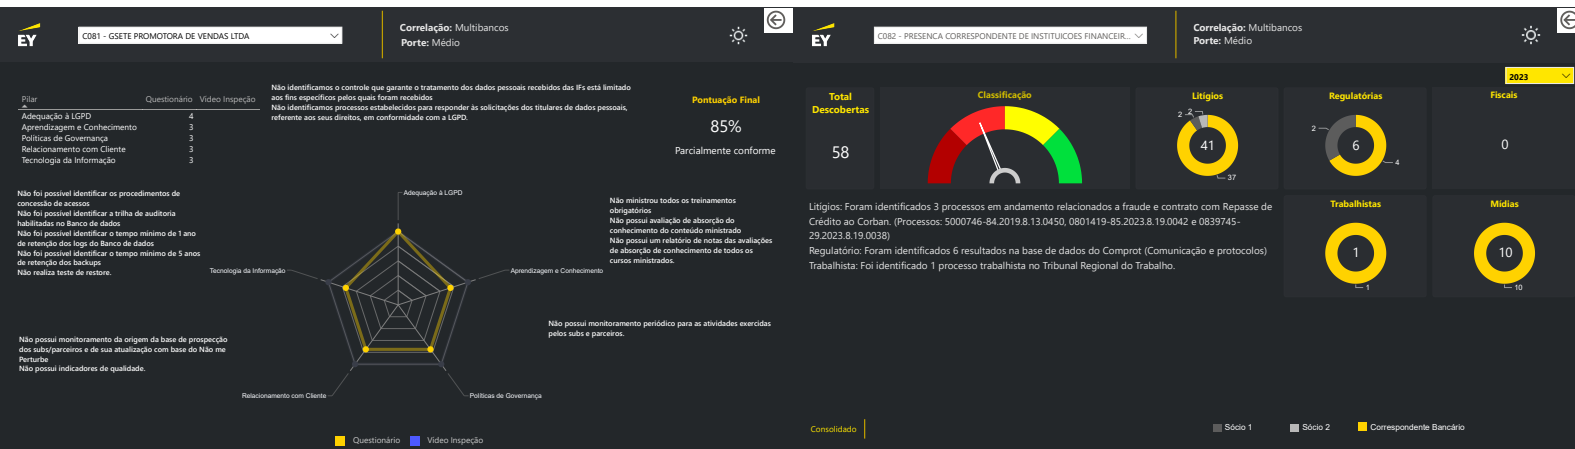 EY
C081 - GSETE PROMOTORA DE VENDAS LTDA
Correlação: Multibancos
Porte: Médio
Pilar Questionário Vídeo Inspeção
Adequação à LGPD 4
Aprendizagem e Conhecimento 3
Políticas de Governança 3
Relacionamento com Cliente 3
Tecnologia da Informação 3
Não identificamos o controle que garante o tratamento dos dados pessoais recebidos das IFs está limitado
aos fins específicos pelos quais foram recebidos
Não identificamos processos estabelecidos para responder às solicitações dos titulares de dados pessoais,
referente aos seus direitos, em conformidade com a LGPD.
Pontuação Final
85%
Parcialmente conforme
Não foi possível identificar os procedimentos de
concessão de acessos
Não foi possível identificar a trilha de auditoria
habilitadas no Banco de dados
Não foi possível identificar o tempo mínimo de 1 ano
de retenção dos logs do Banco de dados
Não foi possível identificar o tempo mínimo de 5 anos
de retenção dos backups
Não realiza teste de restore.
Adequação à LGPD
Não ministrou todos os treinamentos
obrigatórios
Não possui avaliação de absorção do
conhecimento do conteúdo ministrado
Não possui um relatório de notas das avaliações
de absorção de conhecimento de todos os
cursos ministrados.
Tecnologia da Informação
Aprendizagem e Conhecimento
Não possui monitoramento periódico para as atividades exercidas
pelos subs e parceiros.
Não possui monitoramento da origem da base de prospecção
dos subs/parceiros e de sua atualização com base do Não me
Perturbe
Não possui indicadores de qualidade.
Relacionamento com Cliente
Políticas de Governança
Questionário
Vídeo Inspeção
EY
C082 - PRESENCA CORRESPONDENTE DE INSTITUICOES FINANCEIR...
Correlação: Multibancos
Porte: Médio
2023
Total
Descobertas
58
Classificação
Litígios
2
2
41
37
Regulatórias
2
6
4
Fiscais
0
Litígios: Foram identificados 3 processos em andamento relacionados a fraude e contrato com Repasse de
Crédito ao Corban. (Processos: 5000746-84.2019.8.13.0450, 0801419-85.2023.8.19.0042 e 0839745-
29.2023.8.19.0038)
Regulatório: Foram identificados 6 resultados na base de dados do Comprot (Comunicação e protocolos)
Trabalhista: Foi identificado 1 processo trabalhista no Tribunal Regional do Trabalho.
Trabalhistas
1
1
Mídias
10
10
Consolidado
Sócio 1
Sócio 2
Correspondente Bancário